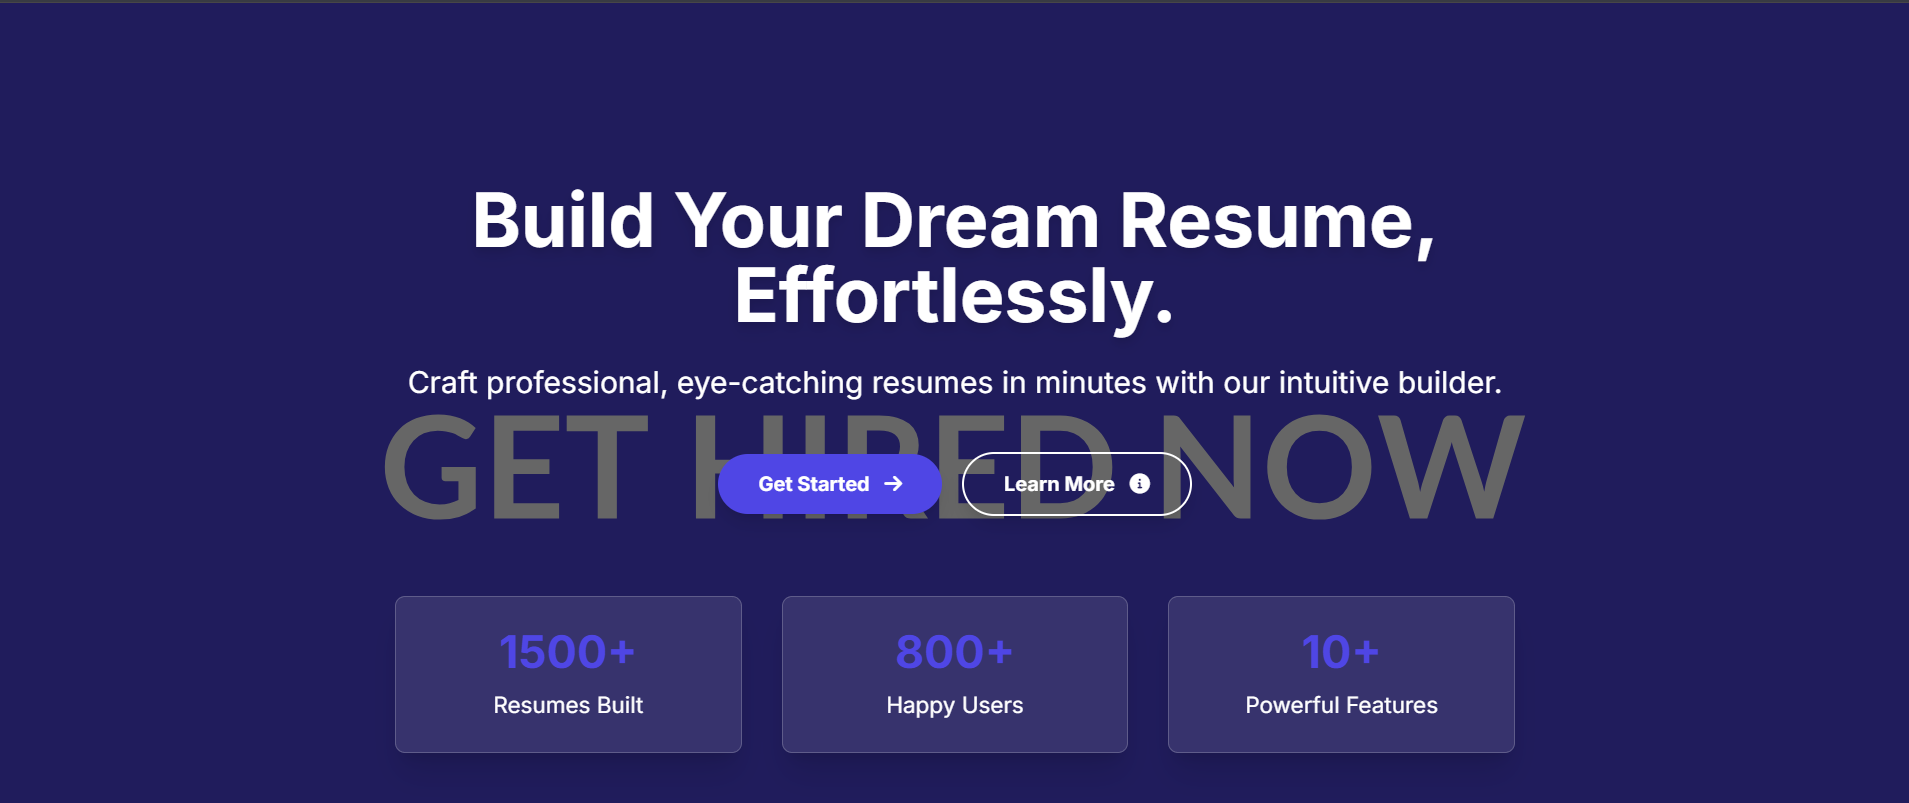 Build Your Dream Resume,
Effortlessly.
Craft professional, eye-catching resumes in minutes with our intuitive builder.
GET HIRED NOW
Get Started
Learn More
1500+
Resumes Built
800+
Happy Users
10+
Powerful Features